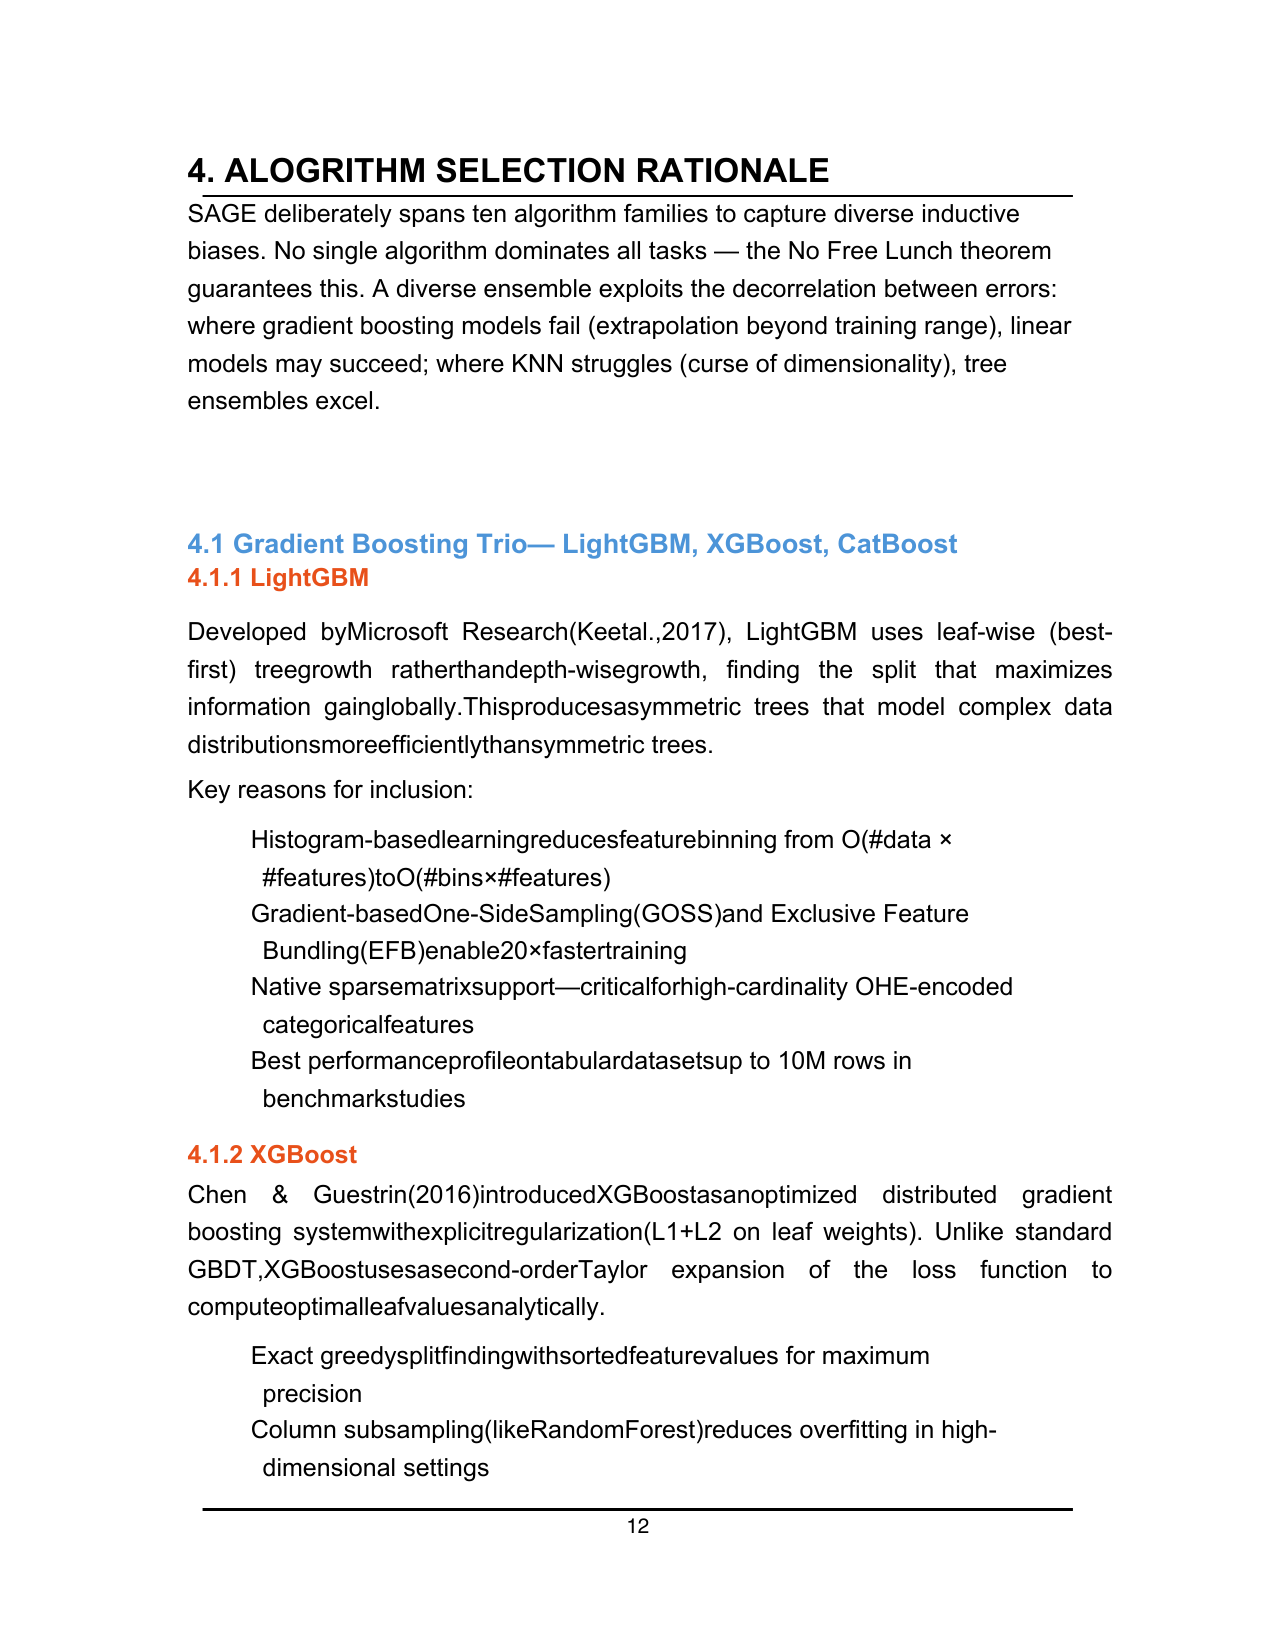 4. ALOGRITHM SELECTION RATIONALE
SAGE deliberately spans ten algorithm families to capture diverse inductive
biases. No single algorithm dominates all tasks — the No Free Lunch theorem
guarantees this. A diverse ensemble exploits the decorrelation between errors:
where gradient boosting models fail (extrapolation beyond training range), linear
models may succeed; where KNN struggles (curse of dimensionality), tree
ensembles excel.
4.1 Gradient Boosting Trio— LightGBM, XGBoost, CatBoost
4.1.1 LightGBM
Developed byMicrosoft Research(Keetal.,2017), LightGBM uses leaf-wise (best-
first) treegrowth ratherthandepth-wisegrowth, finding the split that maximizes
information gainglobally.Thisproducesasymmetric trees that model complex data
distributionsmoreefficientlythansymmetric trees.
Key reasons for inclusion:
Histogram-basedlearningreducesfeaturebinning from O(#data ×
#features)toO(#bins×#features)
Gradient-basedOne-SideSampling(GOSS)and Exclusive Feature
Bundling(EFB)enable20×fastertraining
Native sparsematrixsupport—criticalforhigh-cardinality OHE-encoded
categoricalfeatures
Best performanceprofileontabulardatasetsup to 10M rows in
benchmarkstudies
4.1.2 XGBoost
Chen & Guestrin(2016)introducedXGBoostasanoptimized distributed gradient
boosting systemwithexplicitregularization(L1+L2 on leaf weights). Unlike standard
GBDT,XGBoostusesasecond-orderTaylor expansion of the loss function to
computeoptimalleafvaluesanalytically.
Exact greedysplitfindingwithsortedfeaturevalues for maximum
precision
Column subsampling(likeRandomForest)reduces overfitting in high-
dimensional settings
12